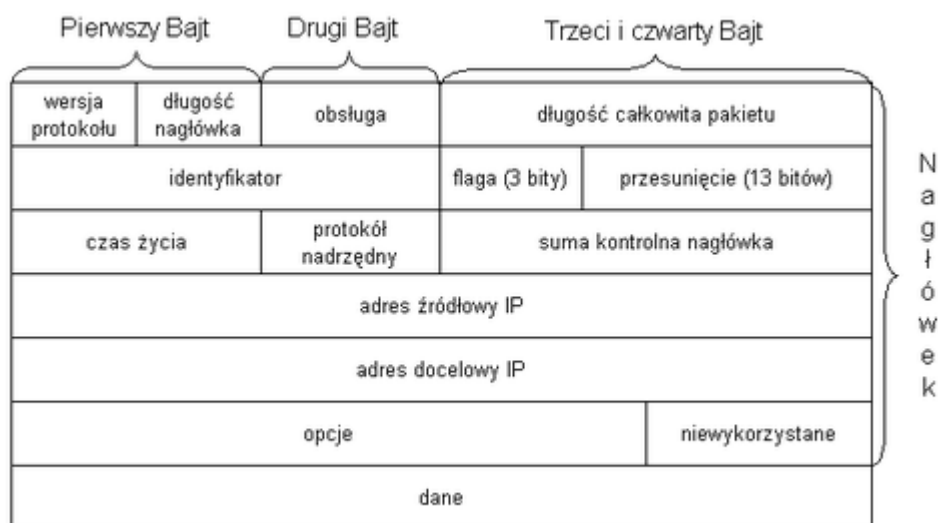 Pierwszy Bajt
Drugi Bajt
Trzeci i czwarty Bajt
wersja
protokołu
długość
nagłówka
obsługa
długość całkowita pakietu
identyfikator
flaga (3 bity)
przesunięcie (13 bitów)
czas życia
protokół
nadrzędny
suma kontrolna nagłówka
adres źródłowy IP
adres docelowy IP
opcje
niewykorzystane
dane
Nagłówek